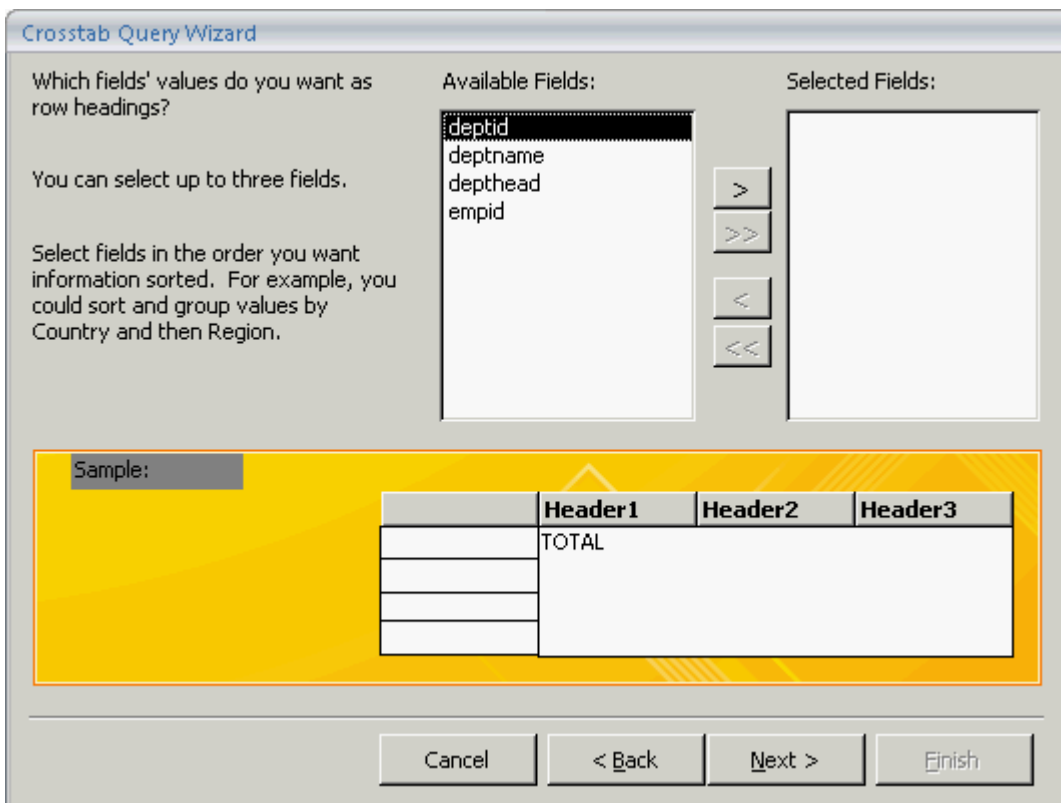 Crosstab Query Wizard
Which fields' values do you want as
row headings?
You can select up to three fields.
Select fields in the order you want
information sorted.  For example, you
could sort and group values by
Country and then Region.
Available Fields:
deptid
deptname
depthead
empid
>
>>
<
<<
Selected Fields:
Sample:
Header1 Header2 Header3
TOTAL
Cancel < Back Next > Finish